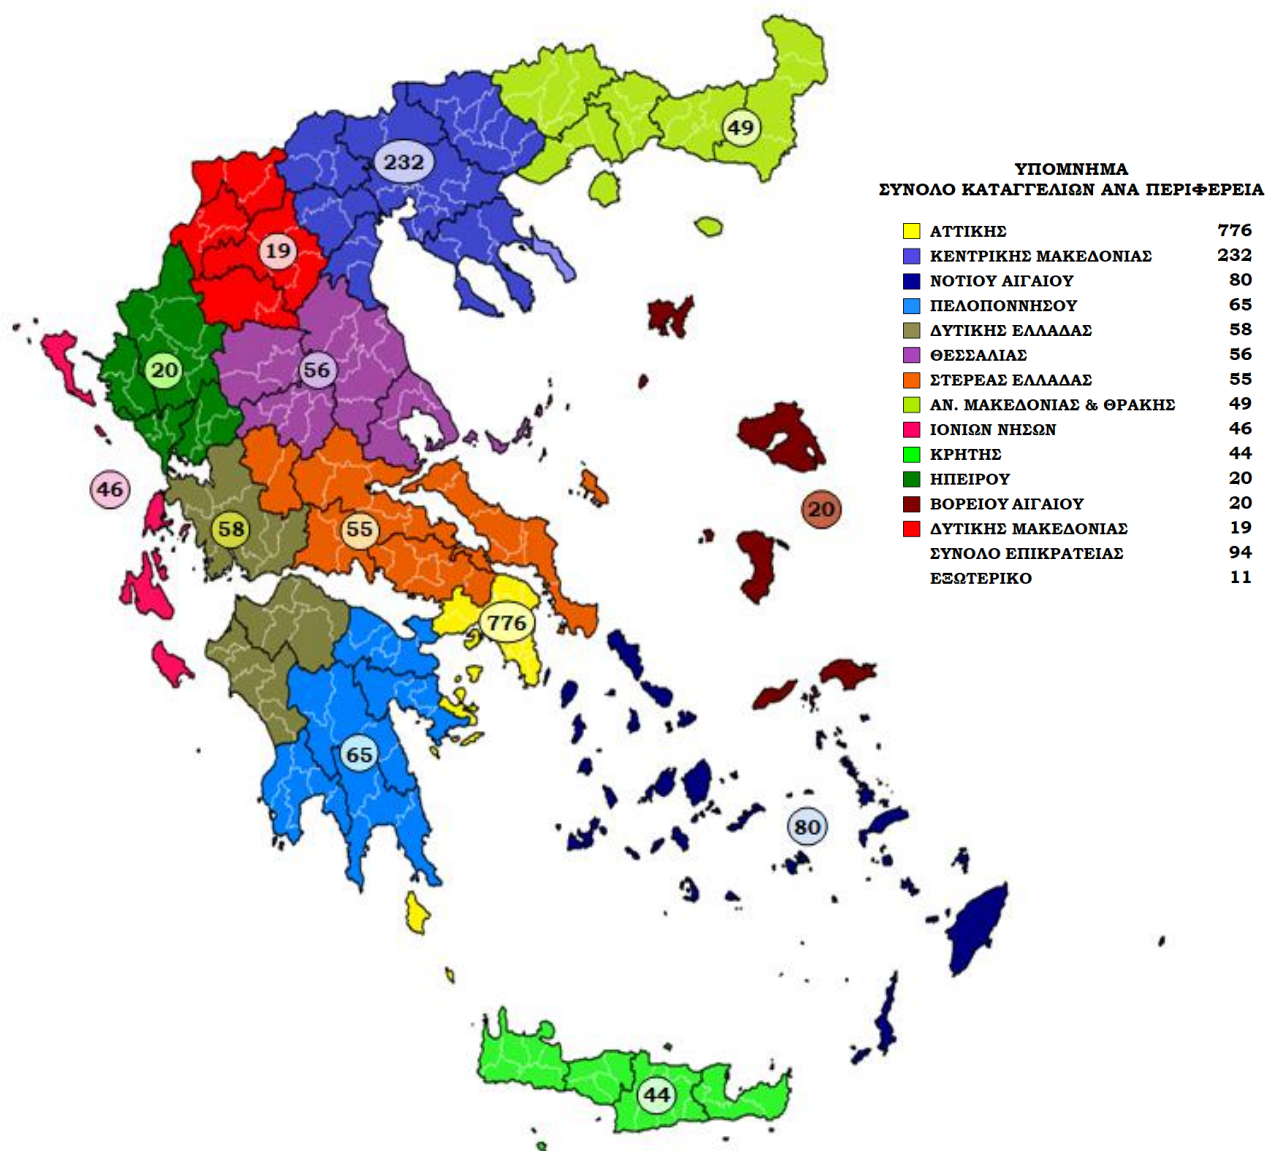 49
232
ΥΠΟΜΝΗΜΑ
ΣΥΝΟΛΟ ΚΑΤΑΓΓΕΛΙΩΝ ΑΝΑ ΠΕΡΙΦΕΡΕΙΑ
ΑΤΤΙΚΗΣ 776
ΚΕΝΤΡΙΚΗΣ ΜΑΚΕΔΟΝΙΑΣ 232
ΝΟΤΙΟΥ ΑΙΓΑΙΟΥ 80
ΠΕΛΟΠΟΝΝΗΣΟΥ 65
ΔΥΤΙΚΗΣ ΕΛΛΑΔΑΣ 58
ΘΕΣΣΑΛΙΑΣ 56
ΣΤΕΡΕΑΣ ΕΛΛΑΔΑΣ 55
ΑΝ. ΜΑΚΕΔΟΝΙΑΣ & ΘΡΑΚΗΣ 49
ΙΟΝΙΩΝ ΝΗΣΩΝ 46
ΚΡΗΤΗΣ 44
ΗΠΕΙΡΟΥ 20
ΒΟΡΕΙΟΥ ΑΙΓΑΙΟΥ 20
ΔΥΤΙΚΗΣ ΜΑΚΕΔΟΝΙΑΣ 19
ΣΥΝΟΛΟ ΕΠΙΚΡΑΤΕΙΑΣ 94
ΕΞΩΤΕΡΙΚΟ 11
19
20
56
46
58
55
20
776
65
80
44